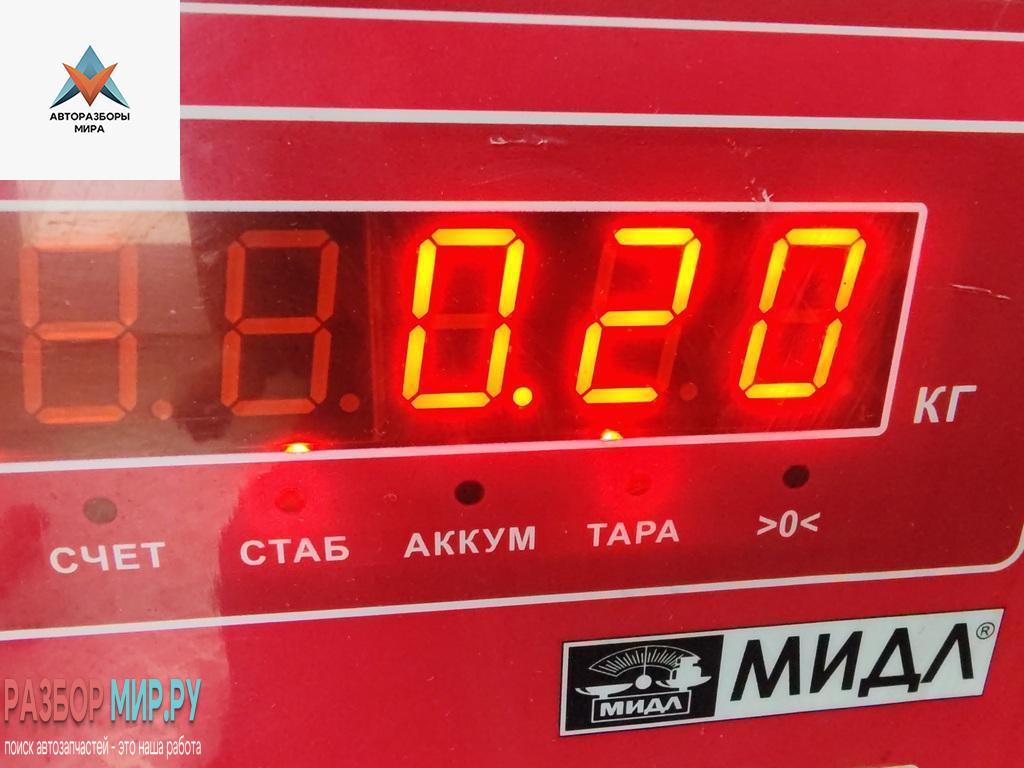 АВТОРАЗБОРЫ
МИРА
0.20
КГ
СЧЕТ СТАБ АККУМ ТАРА >0<
МИДЛ МИДЛ®
РАЗБОР МИР.РУ
поиск автозапчастей - это наша работа